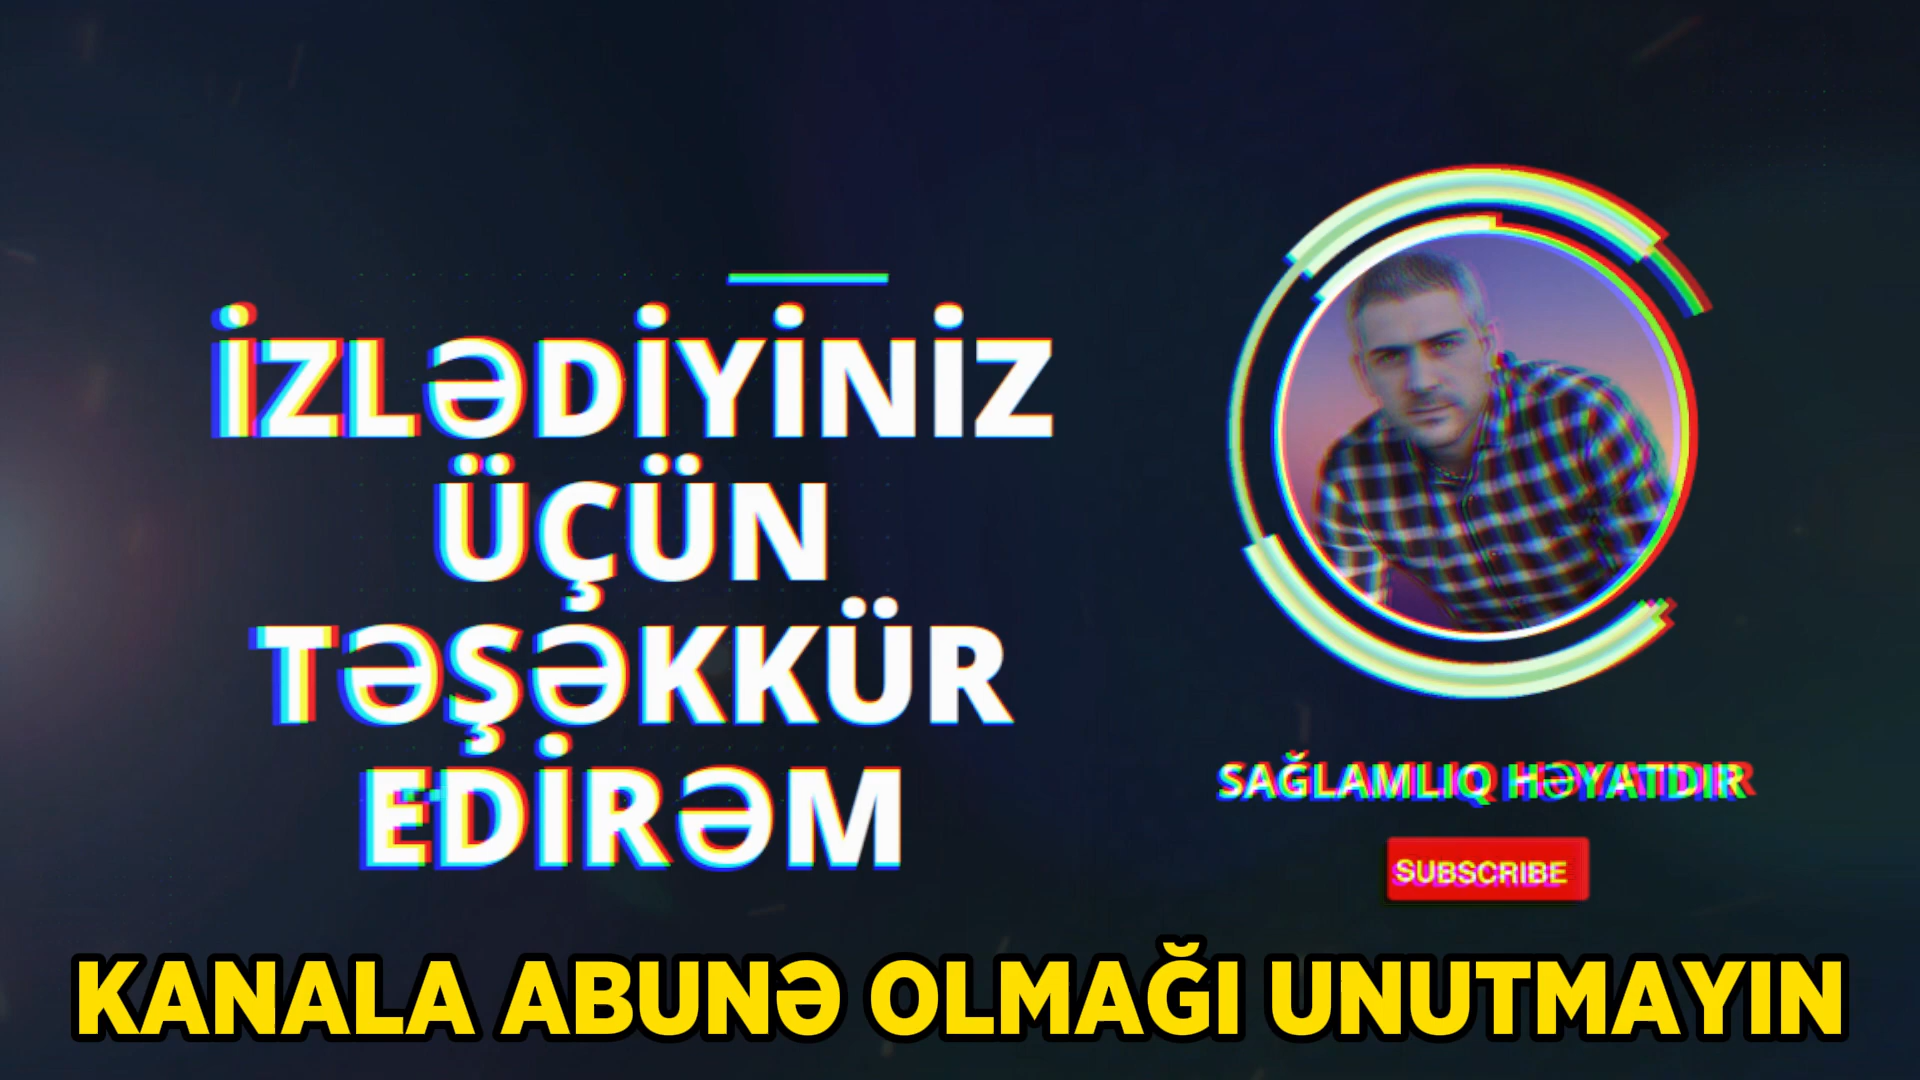 İZLƏDİYİNİZ
ÜÇÜN
TƏŞƏKKÜR
EDİRƏM
SAĞLAMLIQ HƏYATDIR
SUBSCRIBE
KANALA ABUNƏ OLMAĞI UNUTMAYIN